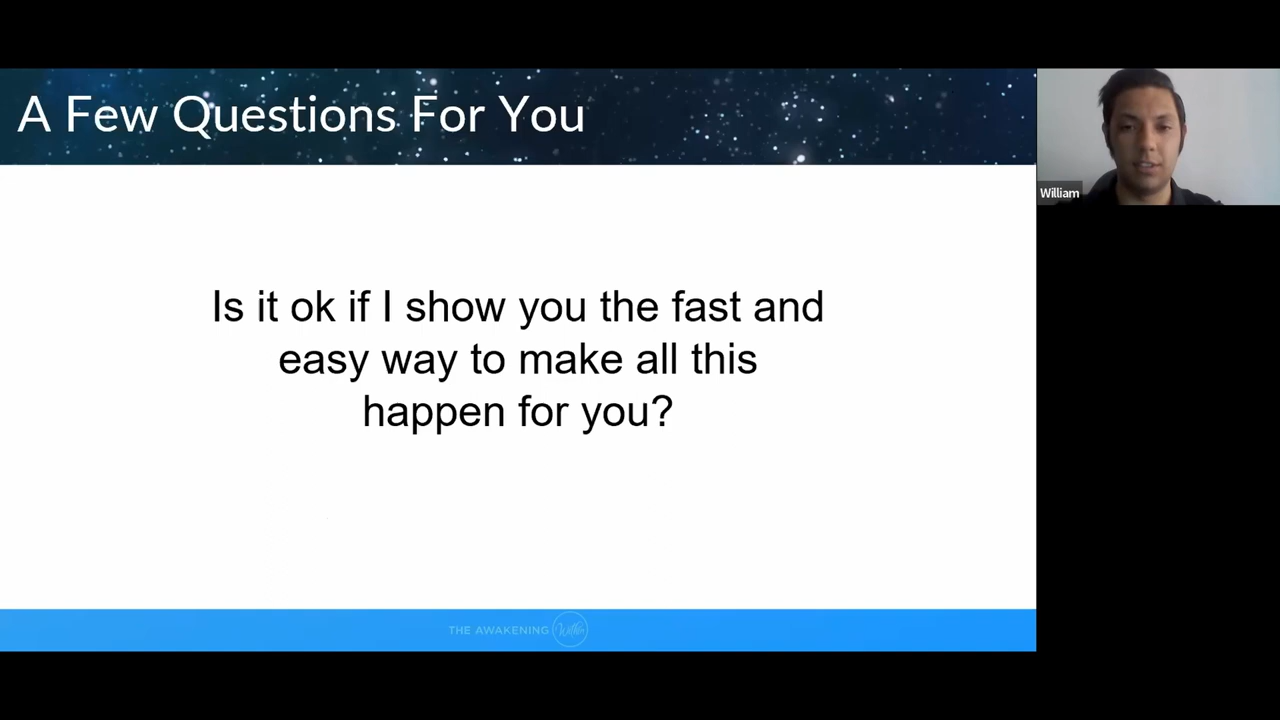 A Few Questions For You
William
Is it ok if I show you the fast and
easy way to make all this
happen for you?
THE AWAKENING Within